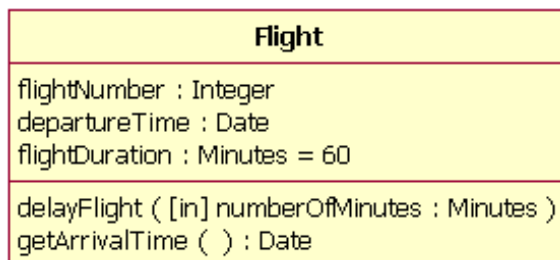 Flight
flightNumber : Integer
departureTime : Date
flightDuration : Minutes = 60
delayFlight ( [in] numberOfMinutes : Minutes )
getArrivalTime ( ) : Date